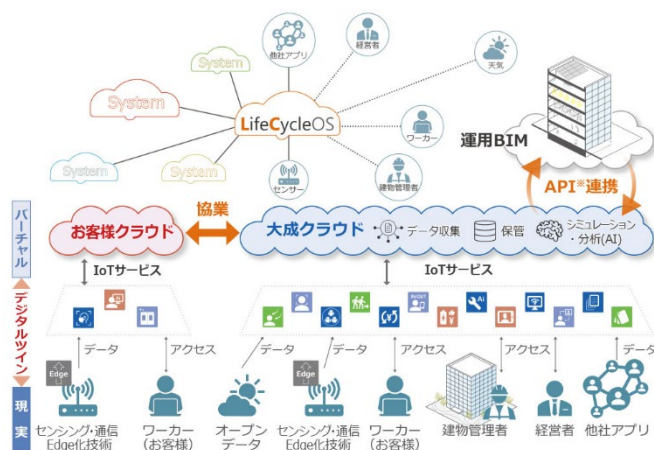 他社アプリ
経営者
天気
System
System
LifeCycleOS
System
System
ワーカー
センサー
建物管理者
運用BIM
API※連携
バーチャル
デジタルツイン
現実
お客様クラウド
協業
大成クラウド
データ収集
保管
シミュレーション
・分析(AI)
IoTサービス
IoTサービス
データ
アクセス
データ
データ
アクセス
アクセス
データ
Edge
Edge
センシング・通信
Edge化技術
ワーカー
(お客様)
オープン
データ
センシング・通信
Edge化技術
ワーカー
(お客様)
建物管理者
経営者
他社アプリ